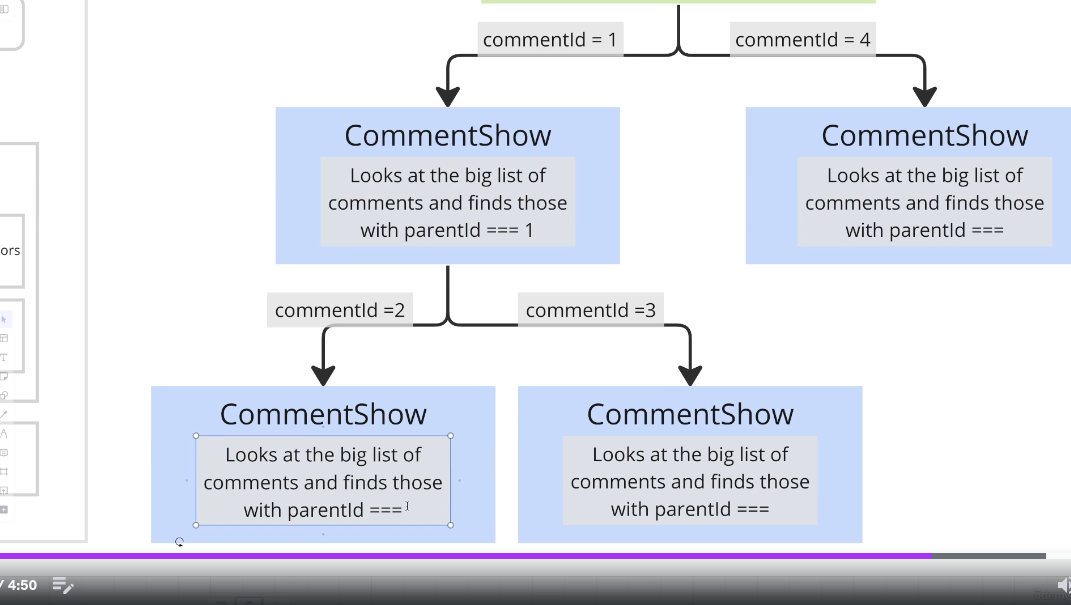 commentId = 1
commentId = 4
CommentShow
Looks at the big list of
comments and finds those
with parentId === 1
CommentShow
Looks at the big list of
comments and finds those
with parentId ===
ors
commentId =2
commentId =3
CommentShow
Looks at the big list of
comments and finds those
with parentId ===
CommentShow
Looks at the big list of
comments and finds those
with parentId ===
/ 4:50